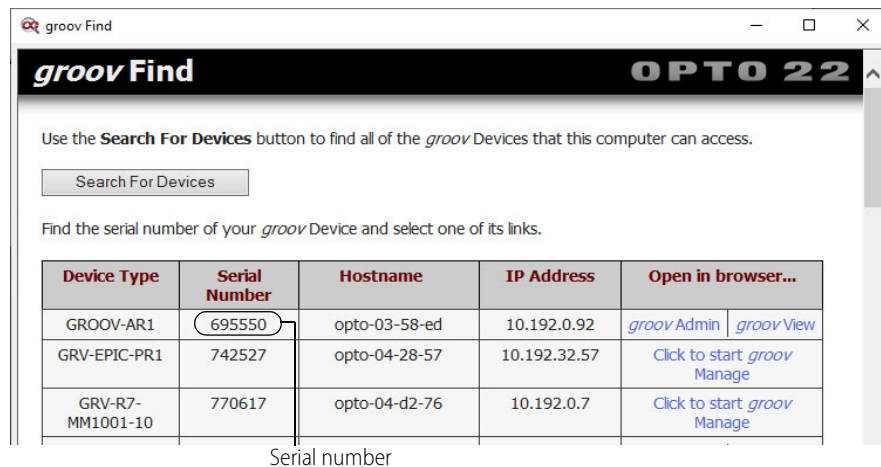 groov Find
groov Find OPTO 22
Use the Search For Devices button to find all of the groov Devices that this computer can access.
Search For Devices
Find the serial number of your groov Device and select one of its links.
Device Type Serial Number Hostname IP Address Open in browser...
GROOV-AR1 695550 opto-03-58-ed 10.192.0.92 groov Admin groov View
GRV-EPIC-PR1 742527 opto-04-28-57 10.192.32.57 Click to start groov Manage
GRV-R7-MM1001-10 770617 opto-04-d2-76 10.192.0.7 Click to start groov Manage
Serial number